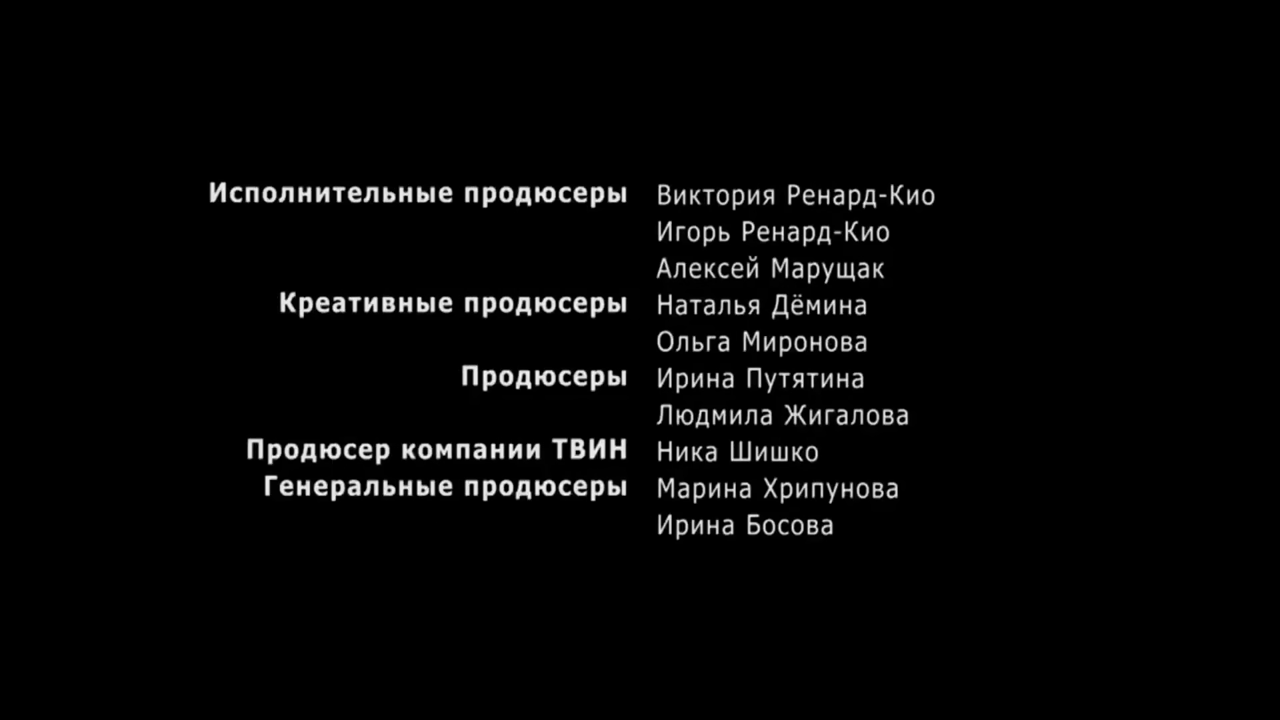 Исполнительные продюсеры Виктория Ренард-Кио
Игорь Ренард-Кио
Алексей Марущак
Креативные продюсеры Наталья Дёмина
Ольга Миронова
Продюсеры Ирина Путятина
Людмила Жигалова
Продюсер компании ТВИН Ника Шишко
Генеральные продюсеры Марина Хрипунова
Ирина Босова